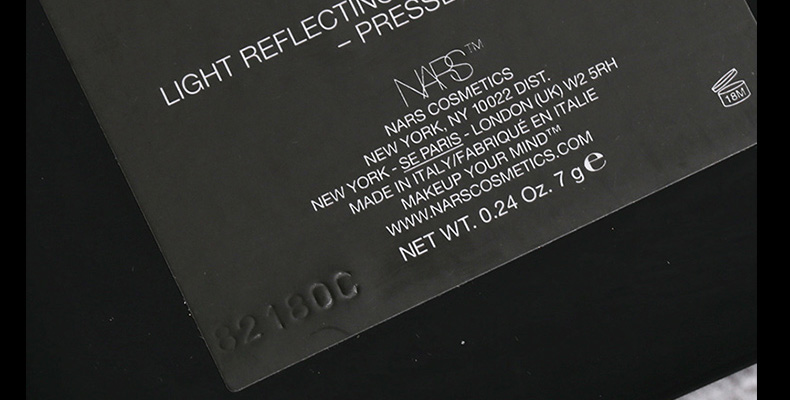 LIGHT REFLECTING
– PRESSE
NARS™
NARS COSMETICS
NEW YORK, NY 10022 DIST.
NEW YORK - SE PARIS - LONDON (UK) W2 5RH
MADE IN ITALY/FABRIQUÉ EN ITALIE
MAKEUP YOUR MIND™
WWW.NARSCOSMETICS.COM
NET WT. 0.24 Oz. 7 g ℮
18M
82180C